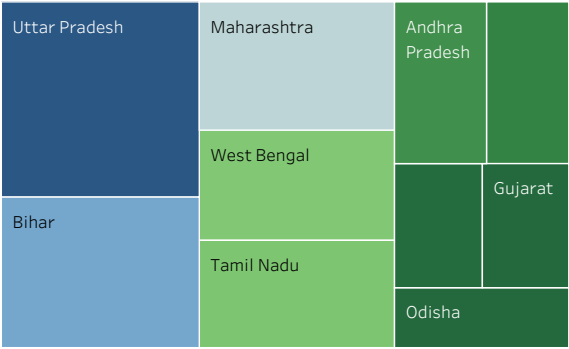 Uttar Pradesh
Bihar
Maharashtra
West Bengal
Tamil Nadu
Andhra
Pradesh
Gujarat
Odisha